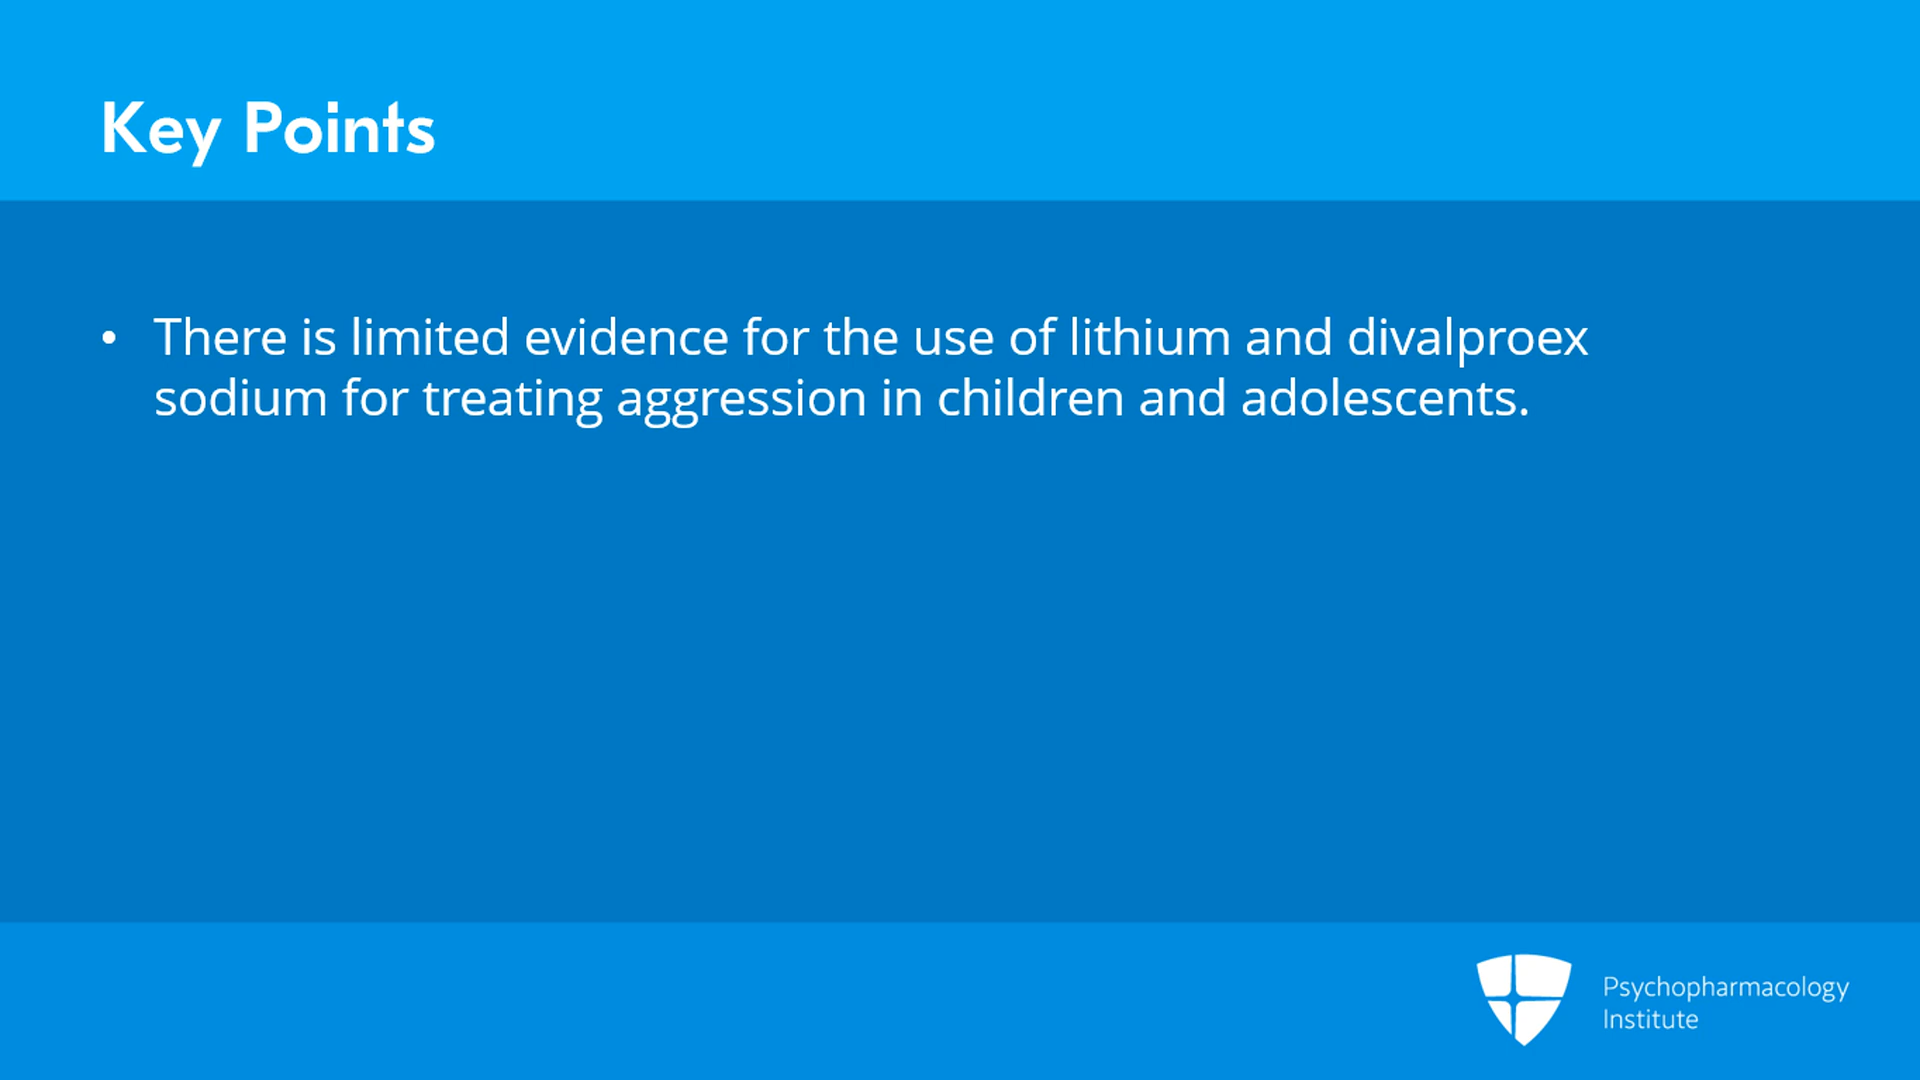 Key Points
• There is limited evidence for the use of lithium and divalproex
sodium for treating aggression in children and adolescents.
Psychopharmacology
Institute